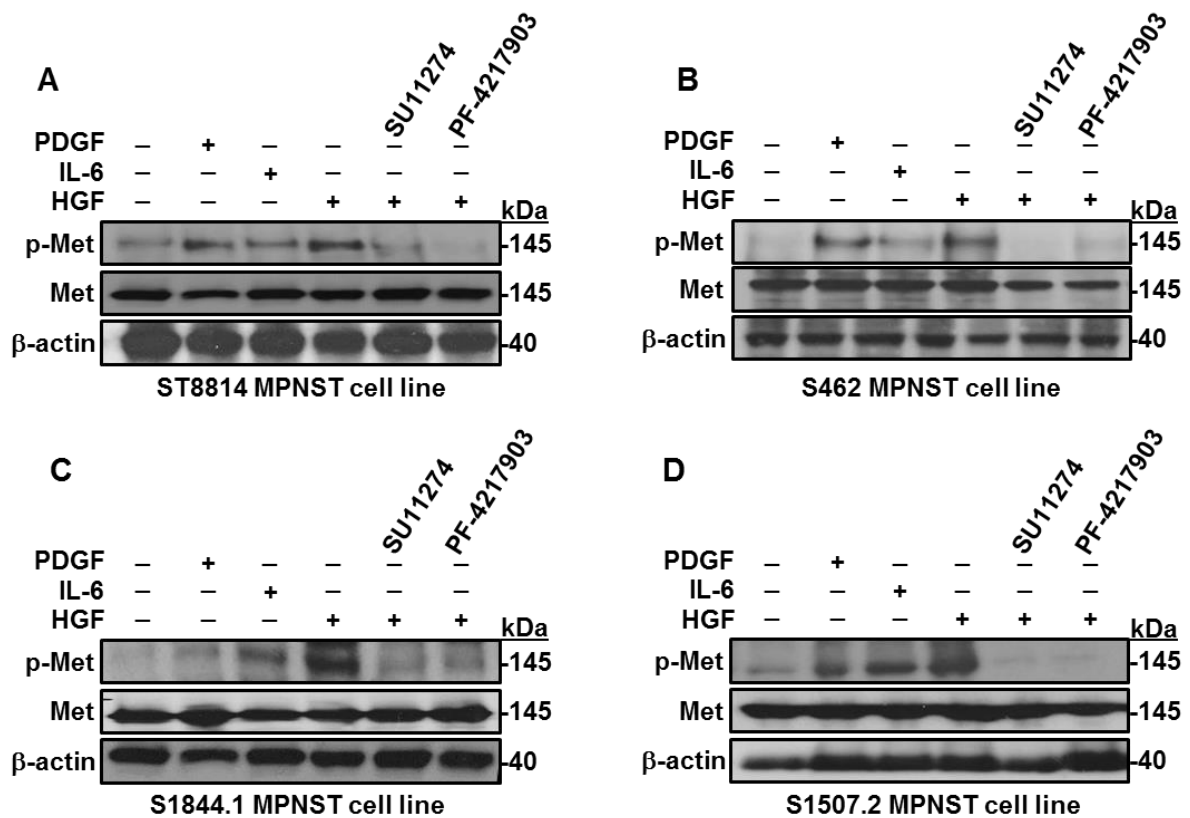 A
SU11274
PF-4217903
PDGF – + – – – –
IL-6 – – + – – –
HGF – – – + + +
kDa
p-Met -145
Met -145
β-actin -40
ST8814 MPNST cell line
B
SU11274
PF-4217903
PDGF – + – – – –
IL-6 – – + – – –
HGF – – – + + +
kDa
p-Met -145
Met -145
β-actin -40
S462 MPNST cell line
C
SU11274
PF-4217903
PDGF – + – – – –
IL-6 – – + – – –
HGF – – – + + +
kDa
p-Met -145
Met -145
β-actin -40
S1844.1 MPNST cell line
D
SU11274
PF-4217903
PDGF – + – – – –
IL-6 – – + – – –
HGF – – – + + +
kDa
p-Met -145
Met -145
β-actin -40
S1507.2 MPNST cell line